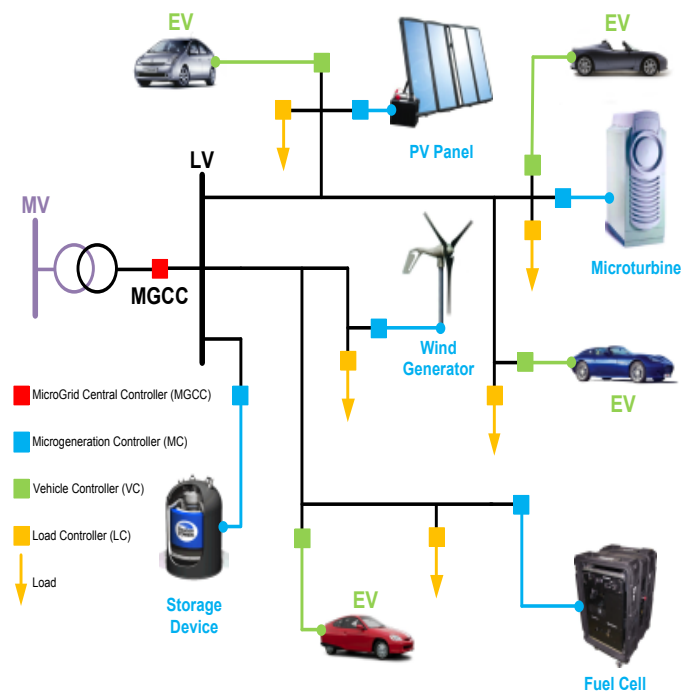 EV
EV
PV Panel
LV
MV
Microturbine
MGCC
Wind
Generator
EV
MicroGrid Central Controller (MGCC)
Microgeneration Controller (MC)
Vehicle Controller (VC)
Load Controller (LC)
Load
Storage
Device
EV
Fuel Cell